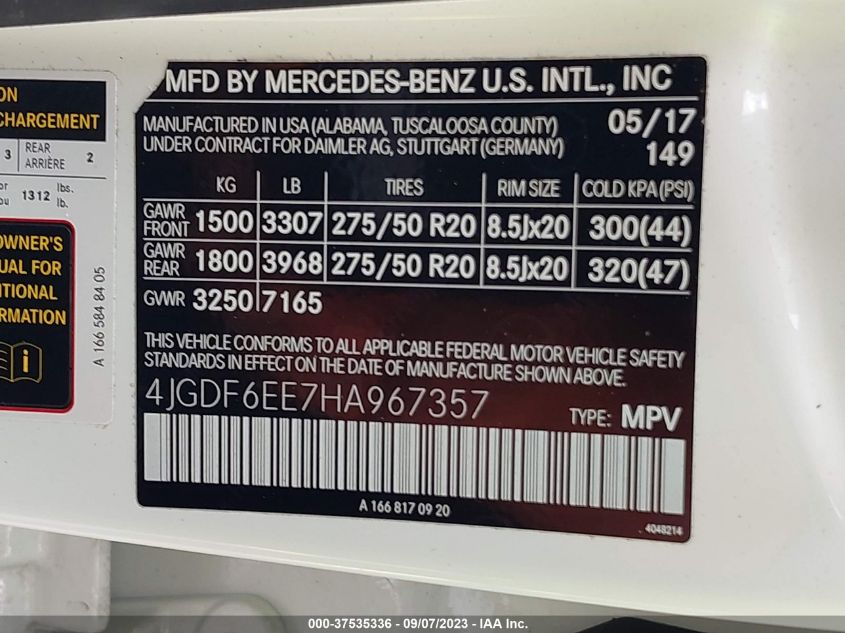 ON
CHARGEMENT
3 REAR ARRIÈRE 2
or
ou 1312 lbs. lb.
OWNER'S
UAL FOR
ITIONAL
RMATION
i
A 166 584 84 05
MFD BY MERCEDES-BENZ U.S. INTL., INC
MANUFACTURED IN USA (ALABAMA, TUSCALOOSA COUNTY) 05/17
UNDER CONTRACT FOR DAIMLER AG, STUTTGART (GERMANY) 149
KG LB TIRES RIM SIZE COLD KPA (PSI)
GAWR FRONT 1500 3307 275/50 R20 8.5Jx20 300(44)
GAWR REAR 1800 3968 275/50 R20 8.5Jx20 320(47)
GVWR 3250 7165
THIS VEHICLE CONFORMS TO ALL APPLICABLE FEDERAL MOTOR VEHICLE SAFETY
STANDARDS IN EFFECT ON THE DATE OF MANUFACTURE SHOWN ABOVE.
4JGDF6EE7HA967357 TYPE: MPV
A 166 817 09 20
4048214
000-37535336 - 09/07/2023 - IAA Inc.